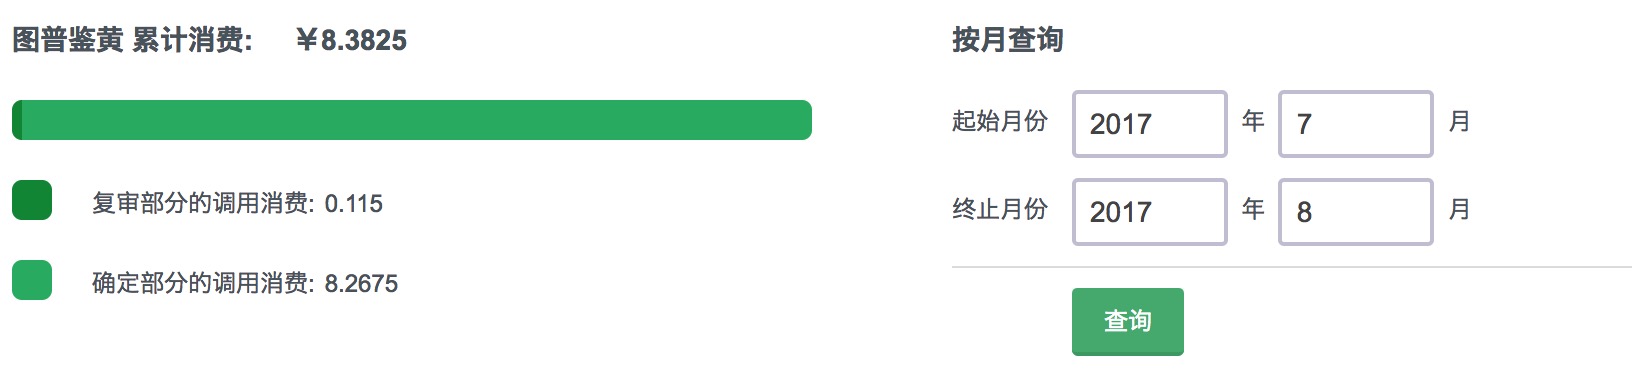 图普鉴黄 累计消费: ￥8.3825
复审部分的调用消费: 0.115
确定部分的调用消费: 8.2675
按月查询
起始月份 2017 年 7 月
终止月份 2017 年 8 月
查询